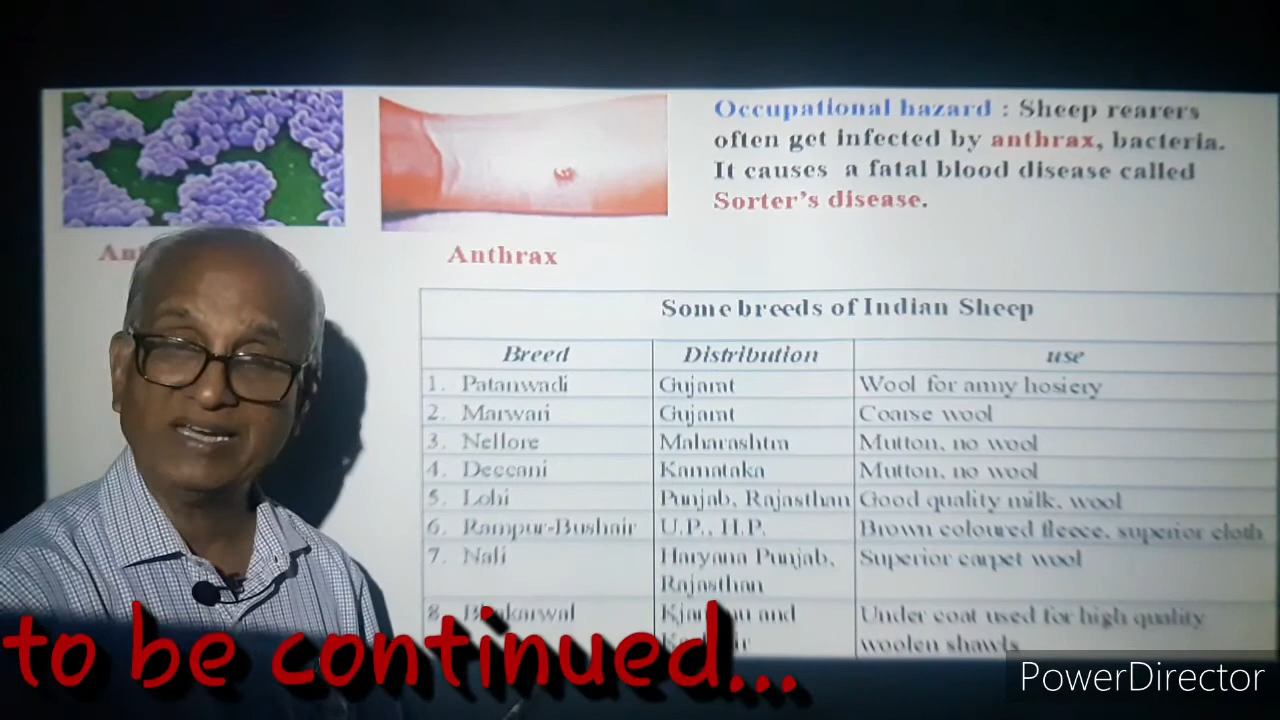 Occupational hazard : Sheep rearers
often get infected by anthrax, bacteria.
It causes a fatal blood disease called
Sorter's disease.
Anthrax
Some breeds of Indian Sheep
Breed Distribution use
1. Patanwadi Gujarat Wool for army hosiery
2. Marwari Gujarat Coarse wool
3. Nellore Maharashtra Mutton, no wool
4. Deccani Karnataka Mutton, no wool
5. Lohi Punjab, Rajasthan Good quality milk, wool
6. Rampur-Bushair U.P., H.P. Brown coloured fleece, superior cloth
7. Nali Haryana Punjab, Superior carpet wool
Rajasthan
8. and Under coat used for high quality
woolen shawls
to be continued...
PowerDirector